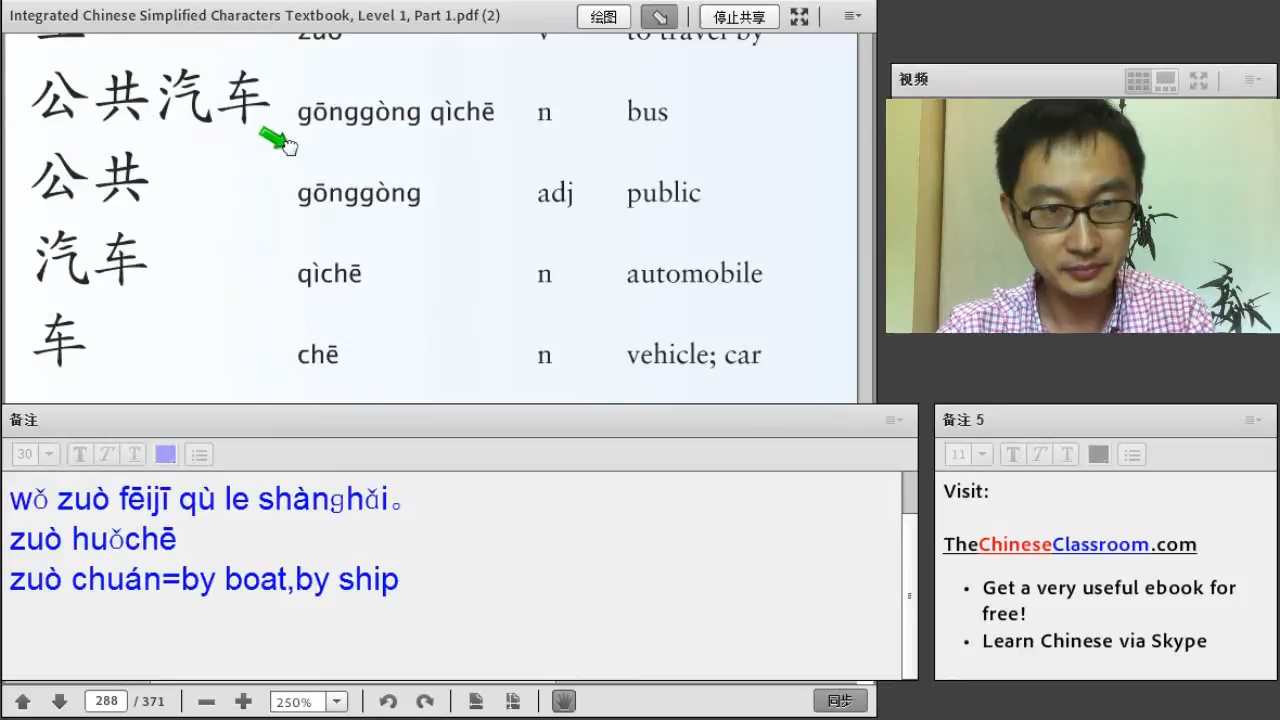 Integrated Chinese Simplified Characters Textbook, Level 1, Part 1.pdf (2)
绘图
停止共享
zuò v to travel by
公共汽车 gōnggòng qìchē n bus
公共 gōnggòng adj public
汽车 qìchē n automobile
车 chē n vehicle; car
视频
备注
30
wǒ zuò fēijī qù le shànghǎi。
zuò huǒchē
zuò chuán=by boat,by ship
备注 5
11
Visit:
TheChineseClassroom.com
• Get a very useful ebook for
free!
• Learn Chinese via Skype
288 / 371
250%
同步